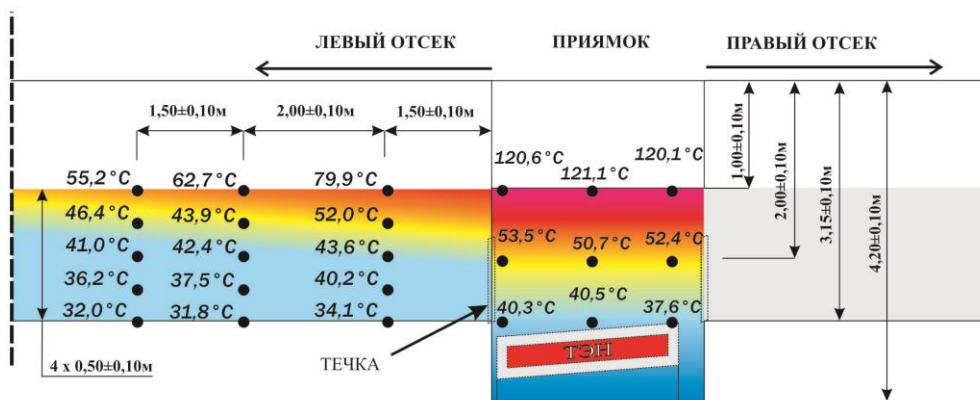 ЛЕВЫЙ ОТСЕК
ПРИЯМОК
ПРАВЫЙ ОТСЕК
1,50±0,10м
2,00±0,10м
1,50±0,10м
120,6°C
121,1°C
120,1°C
55,2°C
62,7°C
79,9°C
46,4°C
43,9°C
52,0°C
53,5°C
50,7°C
52,4°C
41,0°C
42,4°C
43,6°C
36,2°C
37,5°C
40,2°C
40,3°C
40,5°C
37,6°C
32,0°C
31,8°C
34,1°C
1,00±0,10м
2,00±0,10м
3,15±0,10м
4,20±0,10м
ТЭН
ТЕЧКА
4 x 0,50±0,10м